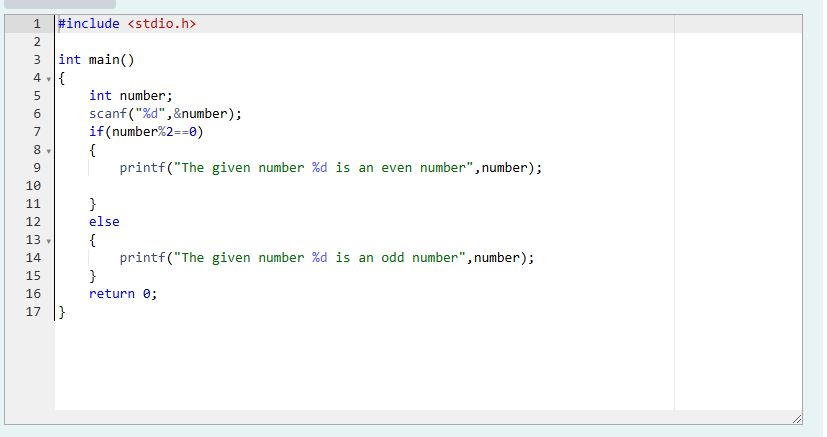 1 #include <stdio.h>
2
3 int main()
4 {
5     int number;
6     scanf("%d",&number);
7     if(number%2==0)
8     {
9         printf("The given number %d is an even number",number);
10
11     }
12     else
13     {
14         printf("The given number %d is an odd number",number);
15     }
16     return 0;
17 }